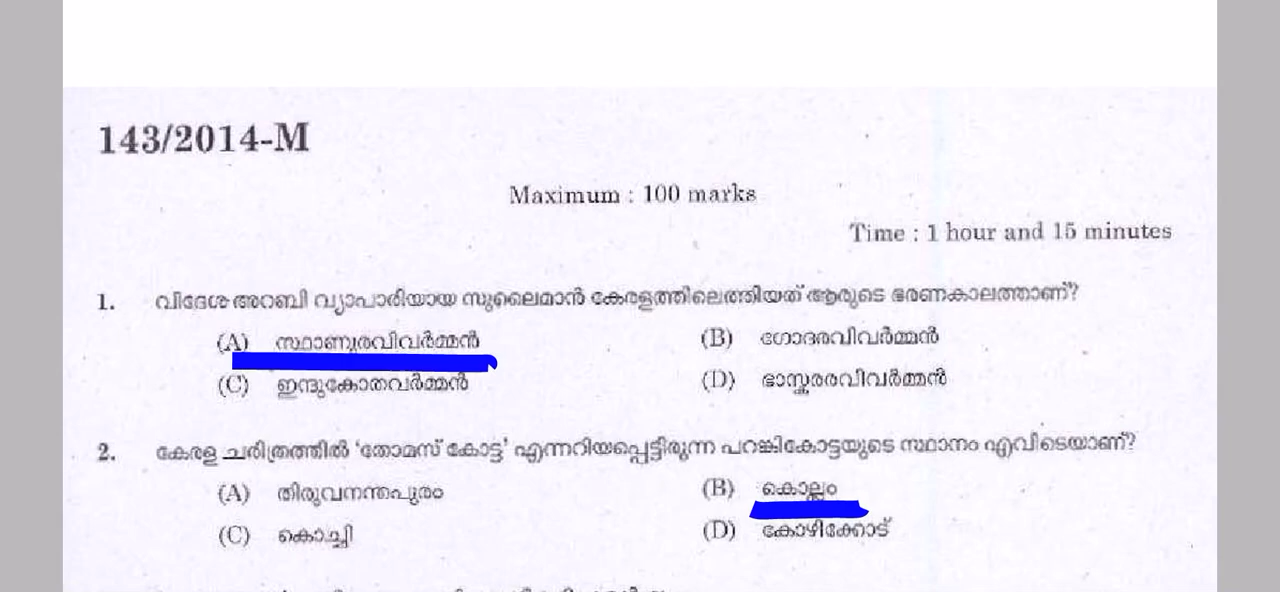 143/2014-M
Maximum : 100 marks
Time : 1 hour and 15 minutes
1. വിദേശ അറബി വ്യാപാരിയായ സുലൈമാൻ കേരളത്തിലെത്തിയത് ആരുടെ ഭരണകാലത്താണ്?
(A) സ്ഥാണുരവിവർമ്മൻ (B) ഗോദരവിവർമ്മൻ
(C) ഇന്ദുകോതവർമ്മൻ (D) ഭാസ്കരരവിവർമ്മൻ
2. കേരള ചരിത്രത്തിൽ 'തോമസ് കോട്ട' എന്നറിയപ്പെട്ടിരുന്ന പറങ്കികോട്ടയുടെ സ്ഥാനം എവിടെയാണ്?
(A) തിരുവനന്തപുരം (B) കൊല്ലം
(C) കൊച്ചി (D) കോഴിക്കോട്